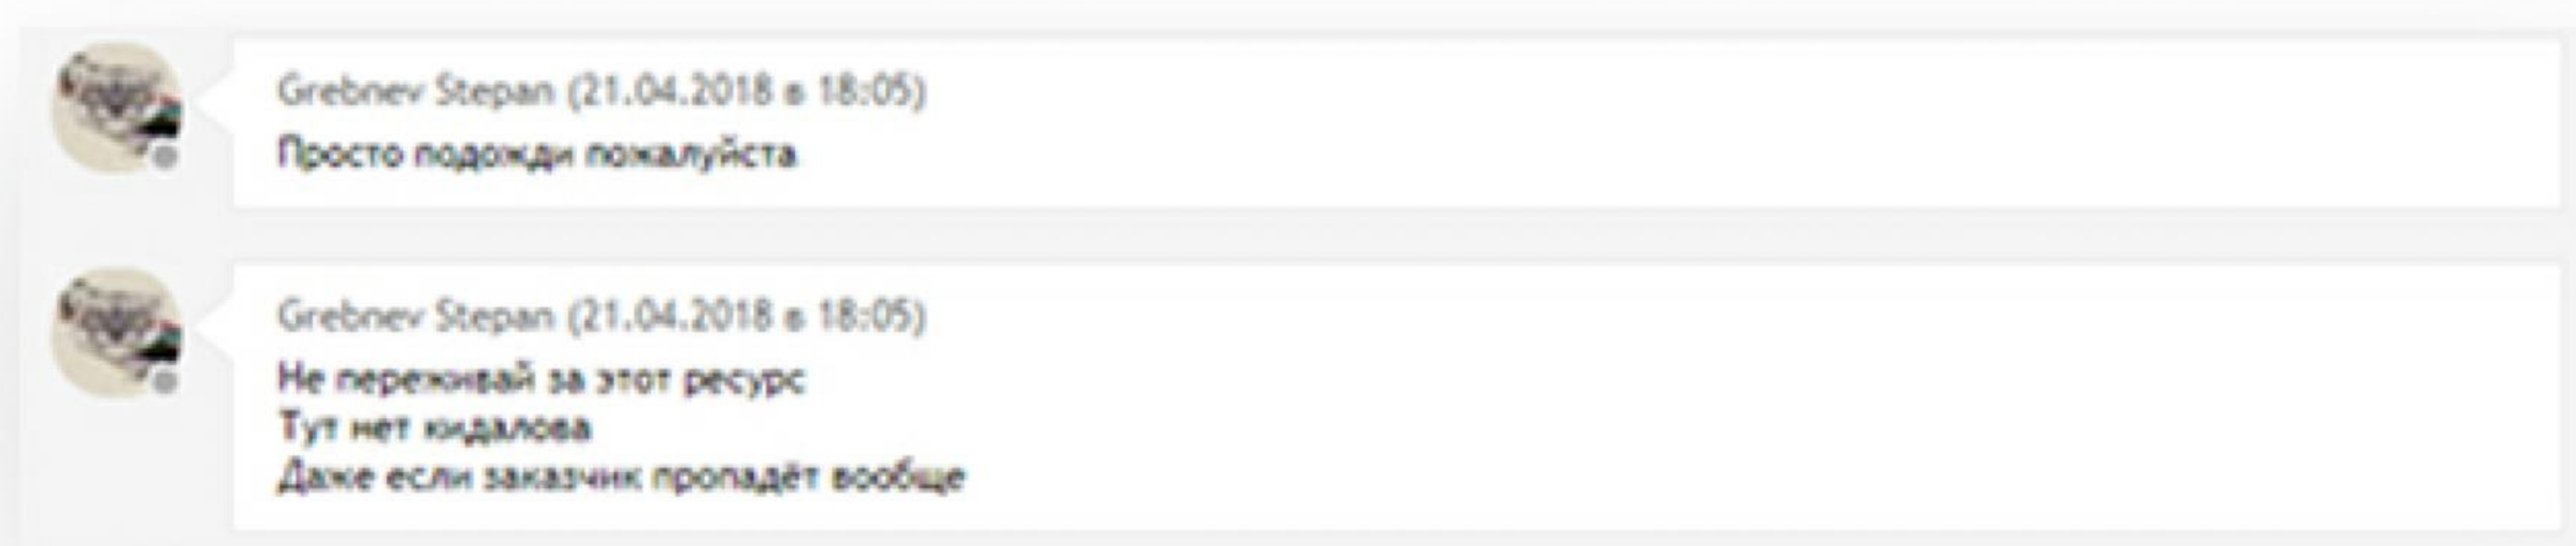 Grebnev Stepan (21.04.2018 в 18:05)
Просто подожди пожалуйста
Grebnev Stepan (21.04.2018 в 18:05)
Не переживай за этот ресурс
Тут нет кидалова
Даже если заказчик пропадёт вообще